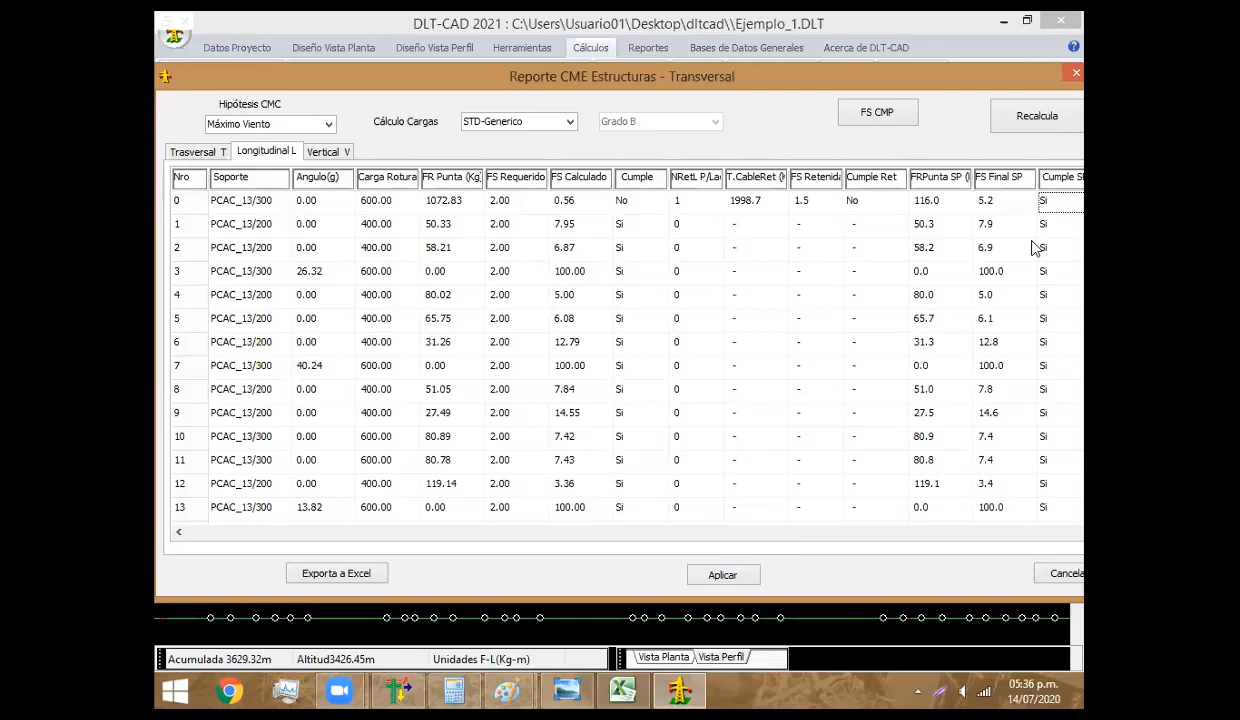 DLT-CAD 2021 : C:\Users\Usuario01\Desktop\dltcad\\Ejemplo_1.DLT
Datos Proyecto Diseño Vista Planta Diseño Vista Perfil Herramientas Cálculos Reportes Bases de Datos Generales Acerca de DLT-CAD
Reporte CME Estructuras - Transversal
Hipótesis CMC
Máximo Viento Cálculo Cargas STD-Generico Grado B FS CMP Recalcula
Trasversal T Longitudinal L Vertical V
Nro Soporte Angulo(g) Carga Rotura FR Punta (Kg) FS Requerido FS Calculado Cumple NRetL P/Lad T.CableRet (K FS Retenida Cumple Ret FRPunta SP ( FS Final SP Cumple SP
0 PCAC_13/300 0.00 600.00 1072.83 2.00 0.56 No 1 1998.7 1.5 No 116.0 5.2 Si
1 PCAC_13/200 0.00 400.00 50.33 2.00 7.95 Si 0 - - - 50.3 7.9 Si
2 PCAC_13/200 0.00 400.00 58.21 2.00 6.87 Si 0 - - - 58.2 6.9 Si
3 PCAC_13/300 26.32 600.00 0.00 2.00 100.00 Si 0 - - - 0.0 100.0 Si
4 PCAC_13/200 0.00 400.00 80.02 2.00 5.00 Si 0 - - - 80.0 5.0 Si
5 PCAC_13/200 0.00 400.00 65.75 2.00 6.08 Si 0 - - - 65.7 6.1 Si
6 PCAC_13/200 0.00 400.00 31.26 2.00 12.79 Si 0 - - - 31.3 12.8 Si
7 PCAC_13/300 40.24 600.00 0.00 2.00 100.00 Si 0 - - - 0.0 100.0 Si
8 PCAC_13/200 0.00 400.00 51.05 2.00 7.84 Si 0 - - - 51.0 7.8 Si
9 PCAC_13/200 0.00 400.00 27.49 2.00 14.55 Si 0 - - - 27.5 14.6 Si
10 PCAC_13/300 0.00 600.00 80.89 2.00 7.42 Si 0 - - - 80.9 7.4 Si
11 PCAC_13/300 0.00 600.00 80.78 2.00 7.43 Si 0 - - - 80.8 7.4 Si
12 PCAC_13/200 0.00 400.00 119.14 2.00 3.36 Si 0 - - - 119.1 3.4 Si
13 PCAC_13/300 13.82 600.00 0.00 2.00 100.00 Si 0 - - - 0.0 100.0 Si
Exporta a Excel Aplicar Cancela
Acumulada 3629.32m Altitud3426.45m Unidades F-L(Kg-m) Vista Planta Vista Perfil
05:36 p.m.
14/07/2020